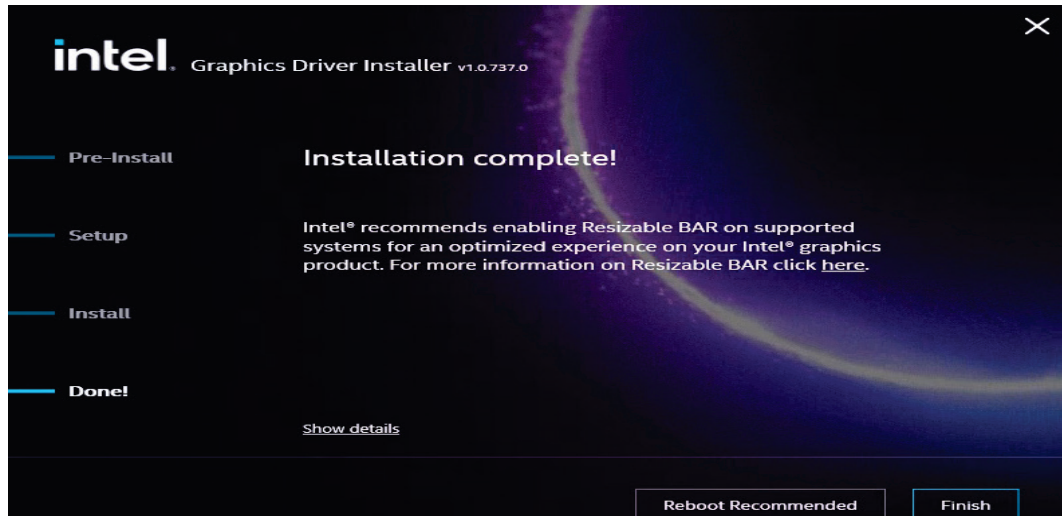 intel. Graphics Driver Installer v1.0.737.0
Pre-Install
Installation complete!
Setup
Intel® recommends enabling Resizable BAR on supported
systems for an optimized experience on your Intel® graphics
product. For more information on Resizable BAR click here.
Install
Done!
Show details
Reboot Recommended
Finish